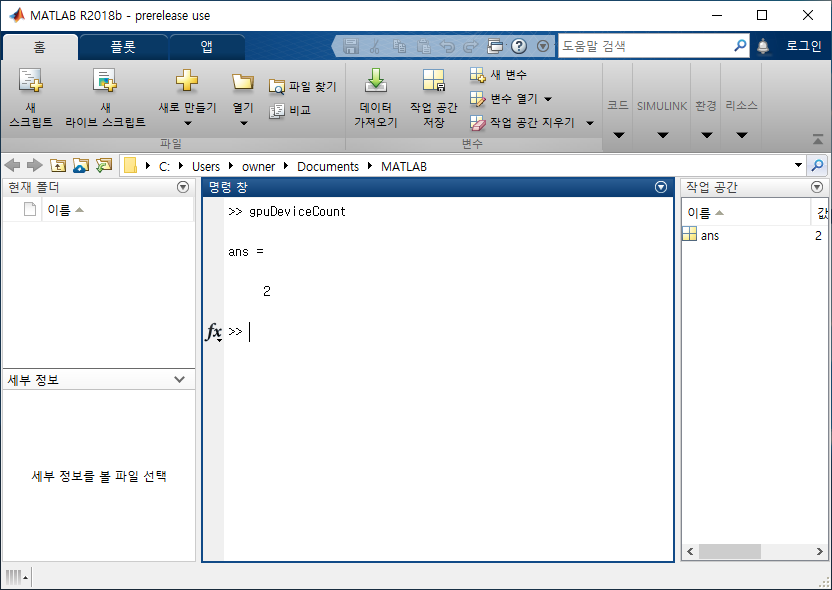 MATLAB R2018b - prerelease use
홈 플롯 앱
도움말 검색
로그인
새
스크립트
새
라이브 스크립트
새로 만들기
열기
파일 찾기
비교
파일
데이터
가져오기
작업 공간
저장
새 변수
변수 열기
작업 공간 지우기
변수
코드
SIMULINK
환경
리소스
C: Users owner Documents MATLAB
현재 폴더
이름
세부 정보
세부 정보를 볼 파일 선택
명령 창
>> gpuDeviceCount
ans =
2
fx >>
작업 공간
이름 값
ans 2